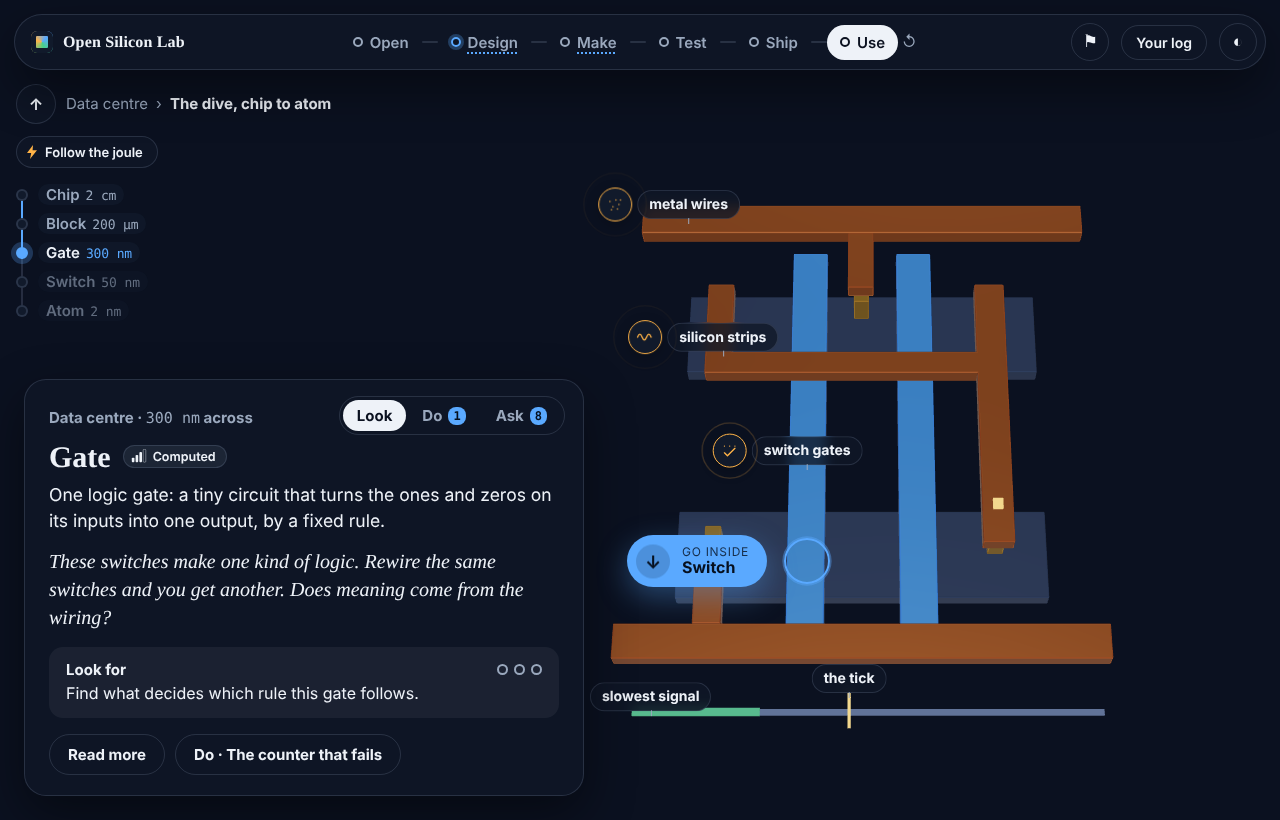 Open Silicon Lab
Open
Design
Make
Test
Ship
Use
Your log
Data centre › The dive, chip to atom
Follow the joule
Chip 2 cm
Block 200 µm
Gate 300 nm
Switch 50 nm
Atom 2 nm
metal wires
silicon strips
switch gates
GO INSIDE
Switch
slowest signal
the tick
Data centre · 300 nm across
Look
Do 1
Ask 8
Gate
Computed
One logic gate: a tiny circuit that turns the ones and zeros on
its inputs into one output, by a fixed rule.
These switches make one kind of logic. Rewire the same
switches and you get another. Does meaning come from the
wiring?
Look for
Find what decides which rule this gate follows.
Read more
Do · The counter that fails